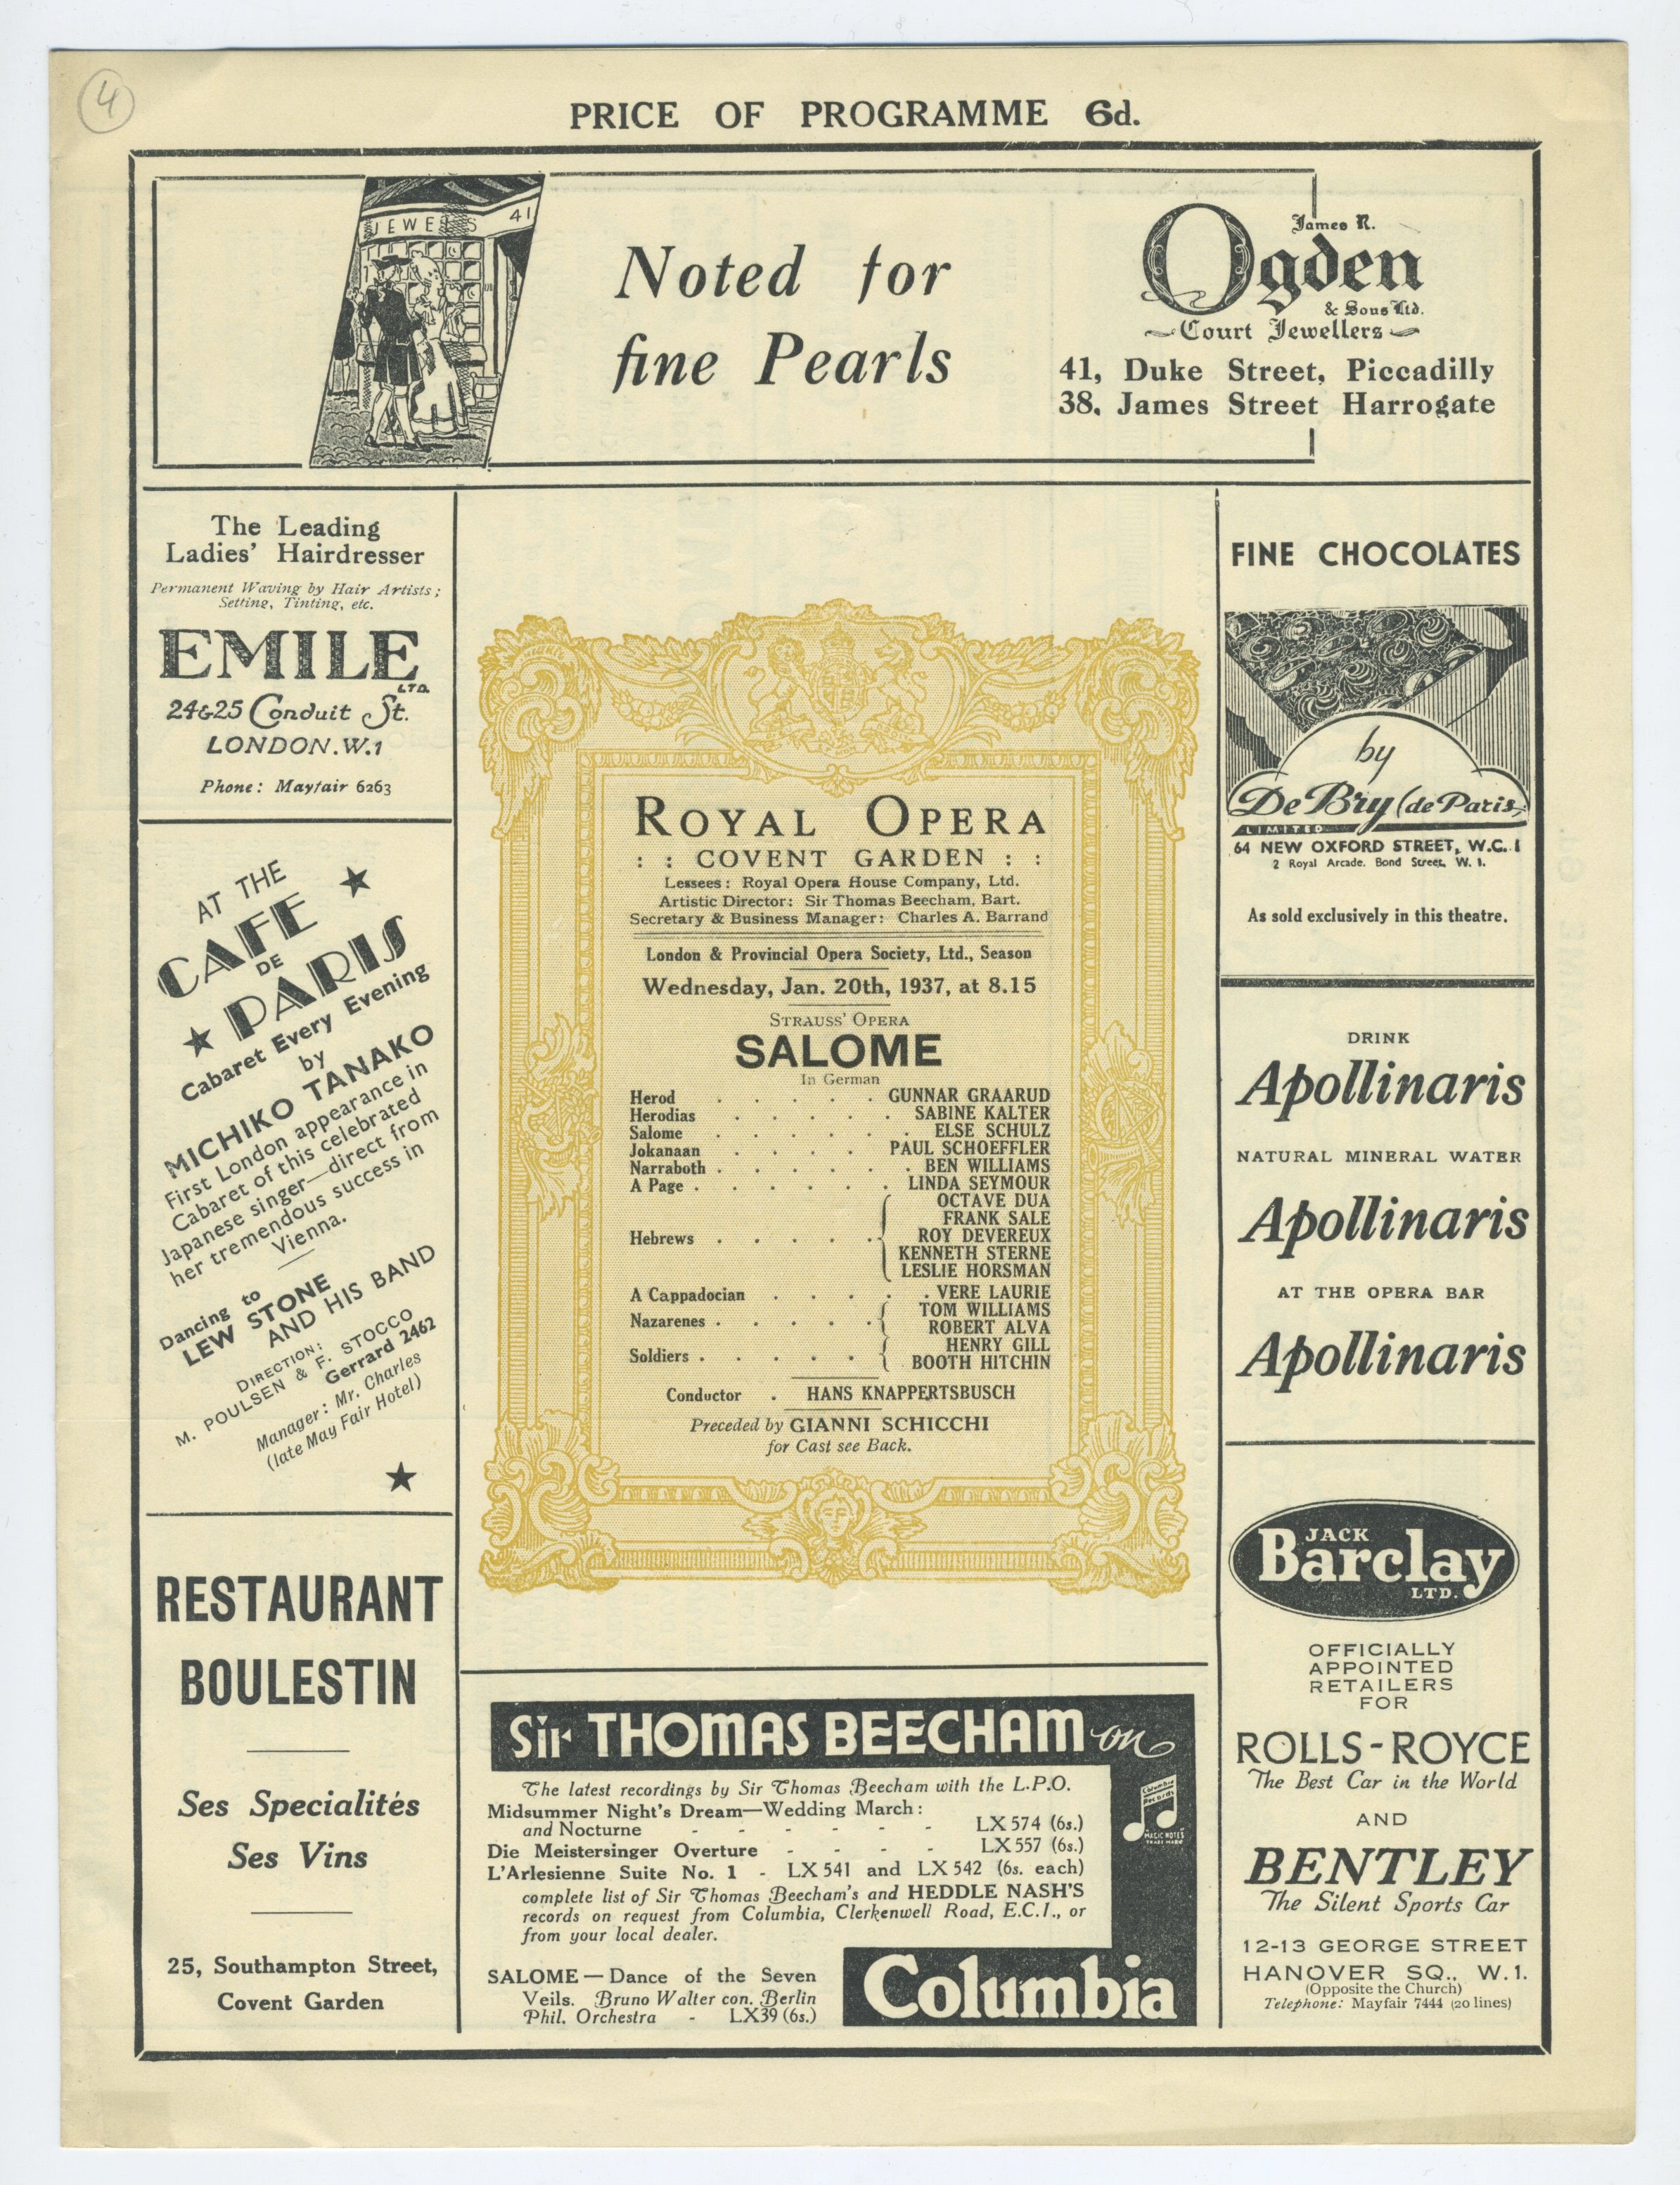 4
PRICE OF PROGRAMME 6d.
JEWELS 41
Noted for
fine Pearls
James R.
Ogden
& Sons Ltd.
Court Jewellers
41, Duke Street, Piccadilly
38, James Street Harrogate
The Leading
Ladies' Hairdresser
Permanent Waving by Hair Artists;
Setting, Tinting, etc.
EMILE
LTD.
24&25 Conduit St.
LONDON.W.1
Phone: Mayfair 6263
AT THE
CAFE
DE
PARIS
Cabaret Every Evening
by
MICHIKO TANAKO
First London appearance in
Cabaret of this celebrated
Japanese singer—direct from
her tremendous success in
Vienna.
Dancing to
LEW STONE
AND HIS BAND
DIRECTION:
M. POULSEN & F. STOCCO
Gerrard 2462
Manager: Mr. Charles
(late May Fair Hotel)
RESTAURANT
BOULESTIN
Ses Specialités
Ses Vins
25, Southampton Street,
Covent Garden
ROYAL OPERA
: : COVENT GARDEN : :
Lessees: Royal Opera House Company, Ltd.
Artistic Director: Sir Thomas Beecham, Bart.
Secretary & Business Manager: Charles A. Barrand
London & Provincial Opera Society, Ltd., Season
Wednesday, Jan. 20th, 1937, at 8.15
STRAUSS' OPERA
SALOME
In German
Herod . . . . . GUNNAR GRAARUD
Herodias . . . . . SABINE KALTER
Salome . . . . . ELSE SCHULZ
Jokanaan . . . . PAUL SCHOEFFLER
Narraboth . . . . . . BEN WILLIAMS
A Page . . . . . . LINDA SEYMOUR
OCTAVE DUA
FRANK SALE
Hebrews . . . . . ROY DEVEREUX
KENNETH STERNE
LESLIE HORSMAN
A Cappadocian . . . . . VERE LAURIE
TOM WILLIAMS
Nazarenes . . . . .
ROBERT ALVA
HENRY GILL
Soldiers . . . . .
BOOTH HITCHIN
Conductor . HANS KNAPPERTSBUSCH
Preceded by GIANNI SCHICCHI
for Cast see Back.
Sir THOMAS BEECHAM on
Columbia Records
MAGIC NOTES
TRADE MARK
The latest recordings by Sir Thomas Beecham with the L.P.O.
Midsummer Night's Dream—Wedding March:
and Nocturne - - - - - - LX 574 (6s.)
Die Meistersinger Overture - - - - LX 557 (6s.)
L'Arlesienne Suite No. 1 - LX 541 and LX 542 (6s. each)
complete list of Sir Thomas Beecham's and HEDDLE NASH'S
records on request from Columbia, Clerkenwell Road, E.C.1., or
from your local dealer.
SALOME — Dance of the Seven
Veils. Bruno Walter con. Berlin
Phil. Orchestra - LX39 (6s.)
Columbia
FINE CHOCOLATES
by
De Bry (de Paris)
LIMITED
64 NEW OXFORD STREET, W.C.1
2 Royal Arcade, Bond Street, W. 1.
As sold exclusively in this theatre.
DRINK
Apollinaris
NATURAL MINERAL WATER
Apollinaris
AT THE OPERA BAR
Apollinaris
JACK
Barclay
LTD.
OFFICIALLY
APPOINTED
RETAILERS
FOR
ROLLS-ROYCE
The Best Car in the World
AND
BENTLEY
The Silent Sports Car
12-13 GEORGE STREET
HANOVER SQ., W.1.
(Opposite the Church)
Telephone: Mayfair 7444 (20 lines)